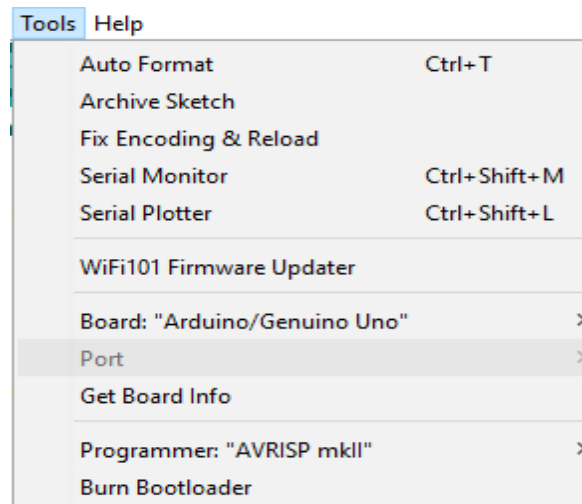 Tools Help
Auto Format Ctrl+T
Archive Sketch
Fix Encoding & Reload
Serial Monitor Ctrl+Shift+M
Serial Plotter Ctrl+Shift+L
WiFi101 Firmware Updater
Board: "Arduino/Genuino Uno"
Port
Get Board Info
Programmer: "AVRISP mkII"
Burn Bootloader